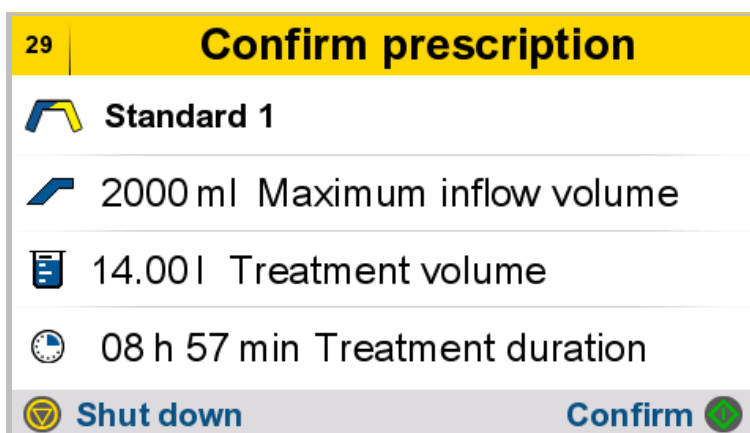 29 Confirm prescription
Standard 1
2000 ml Maximum inflow volume
14.00 l Treatment volume
08 h 57 min Treatment duration
Shut down Confirm